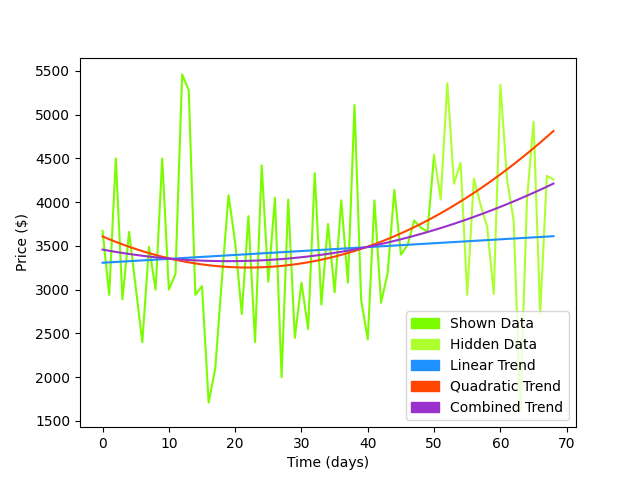 5500
5000
4500
4000
3500
3000
2500
2000
1500
Price ($)
0 10 20 30 40 50 60 70
Time (days)
Shown Data
Hidden Data
Linear Trend
Quadratic Trend
Combined Trend